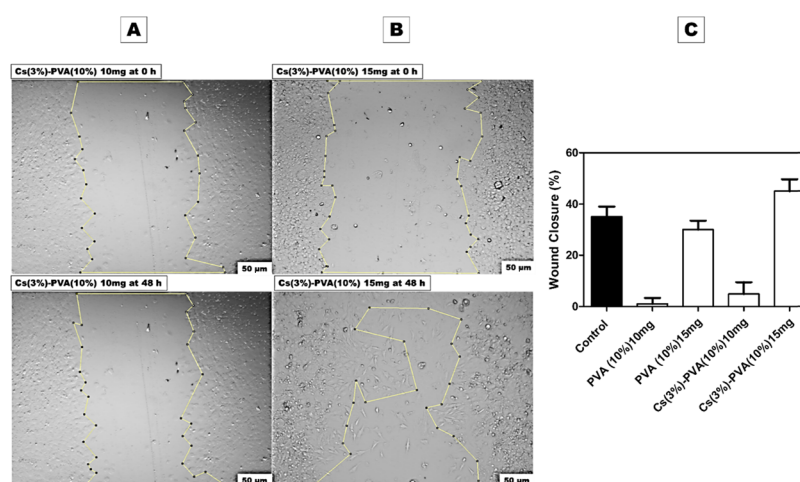 A
B
C
Cs(3%)-PVA(10%) 10mg at 0 h
Cs(3%)-PVA(10%) 15mg at 0 h
50 µm
50 µm
Cs(3%)-PVA(10%) 10mg at 48 h
Cs(3%)-PVA(10%) 15mg at 48 h
50 µm
50 µm
Wound Closure (%)
60
40
20
0
Control
PVA (10%)10mg
PVA (10%)15mg
Cs(3%)-PVA(10%)10mg
Cs(3%)-PVA(10%)15mg